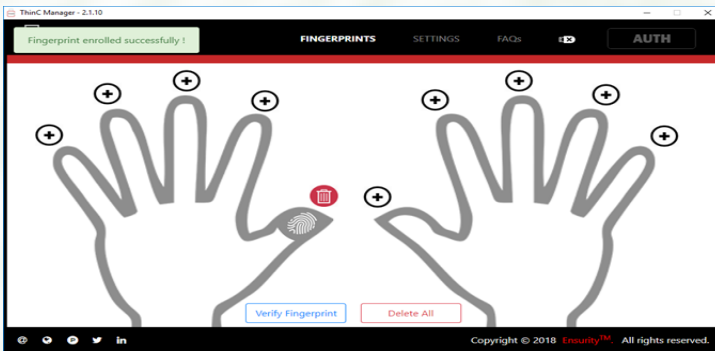 ThinC Manager - 2.1.10
Fingerprint enrolled successfully !
FINGERPRINTS SETTINGS FAQs AUTH
Verify Fingerprint Delete All
@ P in Copyright © 2018 Ensurity™. All rights reserved.